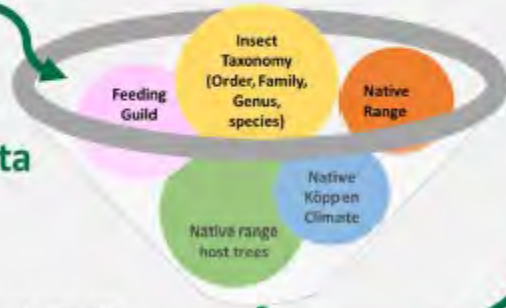 Insect
Taxonomy
(Order, Family,
Genus,
species)
Feeding
Guild
Native
Range
ta
Native
Köppen
Climate
Native range
host trees